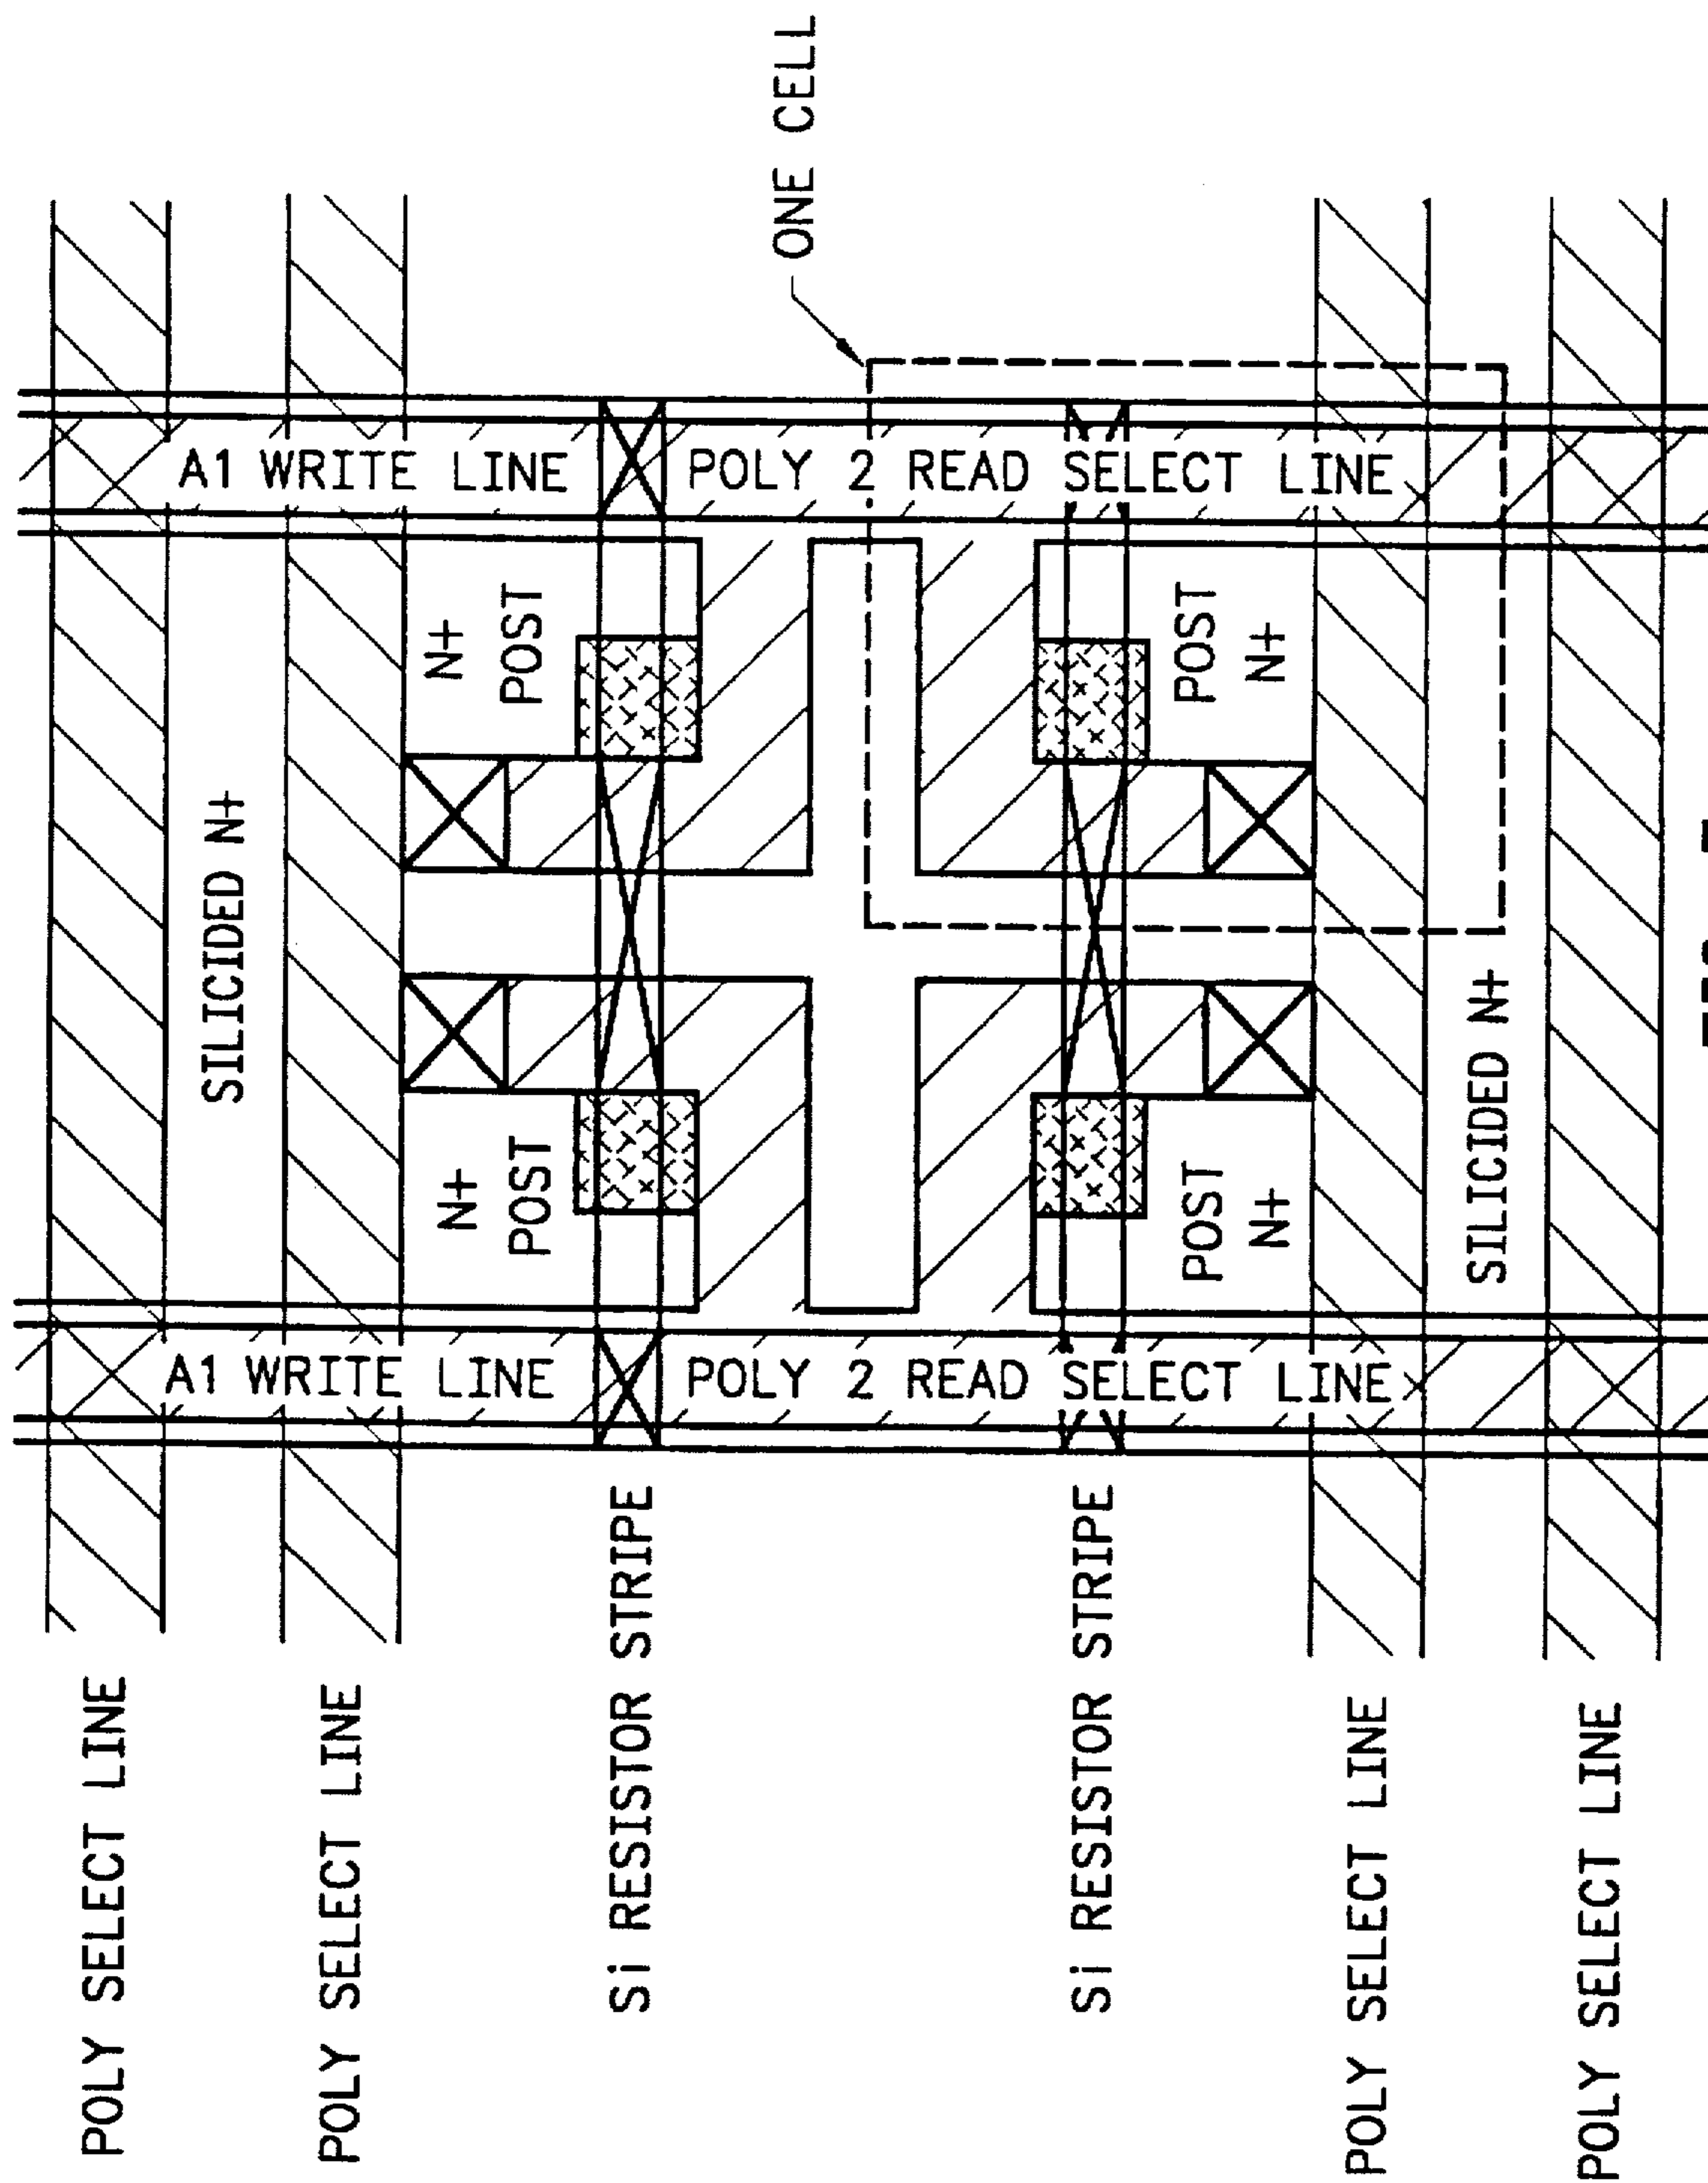 ONE CELL
A1 WRITE LINE
POLY 2 READ SELECT LINE
N+
POST
POST
N+
SILICIDED N+
N+
POST
POST
N+
SILICIDED N+
A1 WRITE LINE
POLY 2 READ SELECT LINE
POLY SELECT LINE
POLY SELECT LINE
Si RESISTOR STRIPE
Si RESISTOR STRIPE
POLY SELECT LINE
POLY SELECT LINE